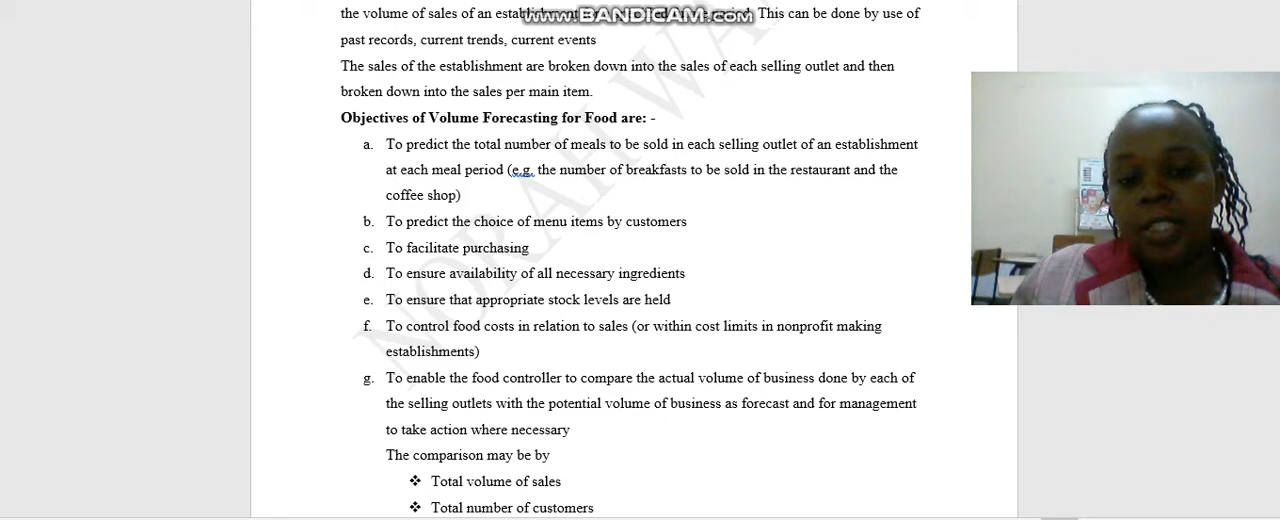 www.BANDICAM.com
the volume of sales of an This can be done by use of
past records, current trends, current events
The sales of the establishment are broken down into the sales of each selling outlet and then
broken down into the sales per main item.
Objectives of Volume Forecasting for Food are: -
a. To predict the total number of meals to be sold in each selling outlet of an establishment
at each meal period (e.g. the number of breakfasts to be sold in the restaurant and the
coffee shop)
b. To predict the choice of menu items by customers
c. To facilitate purchasing
d. To ensure availability of all necessary ingredients
e. To ensure that appropriate stock levels are held
f. To control food costs in relation to sales (or within cost limits in nonprofit making
establishments)
g. To enable the food controller to compare the actual volume of business done by each of
the selling outlets with the potential volume of business as forecast and for management
to take action where necessary
The comparison may be by
❖ Total volume of sales
❖ Total number of customers
NORAH